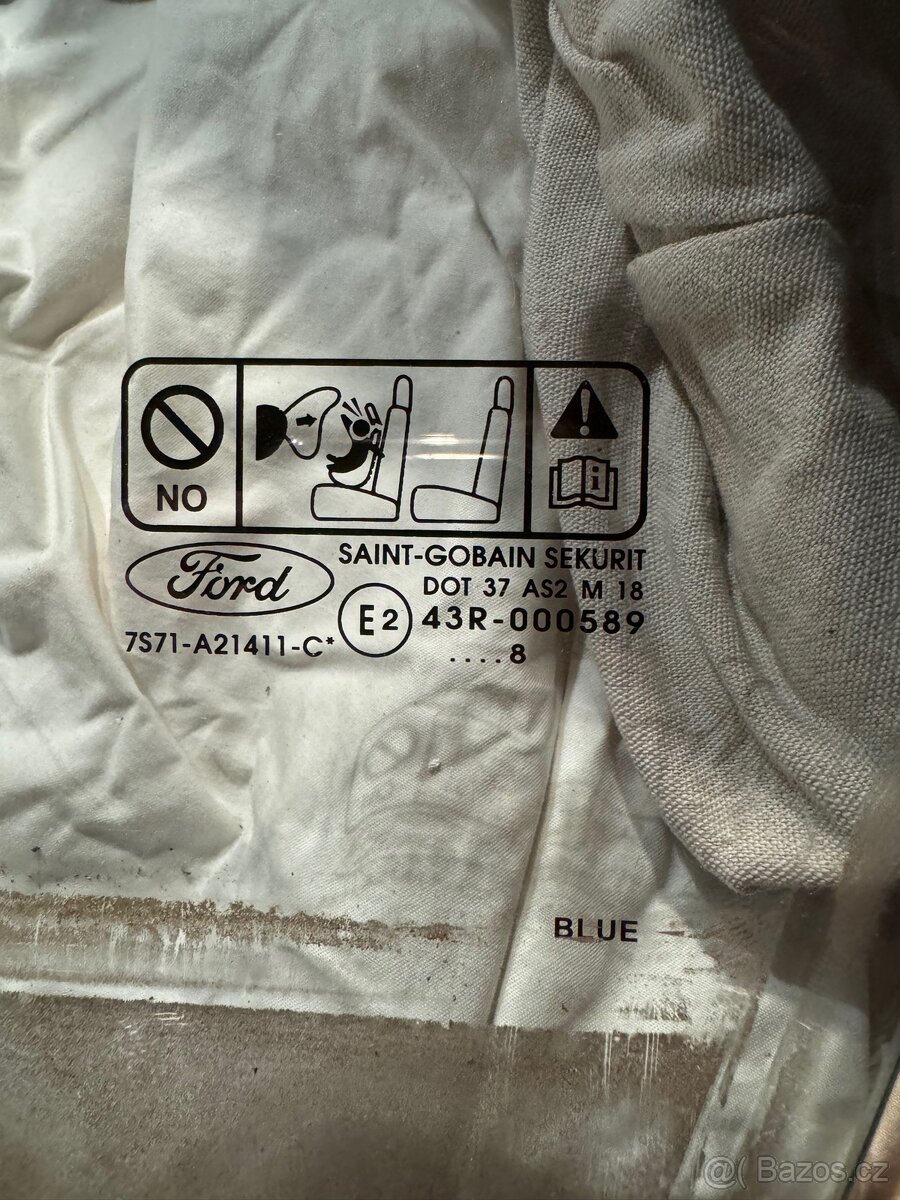 NO
Ford
SAINT-GOBAIN SEKURIT
DOT 37 AS2 M 18
E2 43R-000589
7S71-A21411-C*
....8
BLUE
@( Bazos.cz